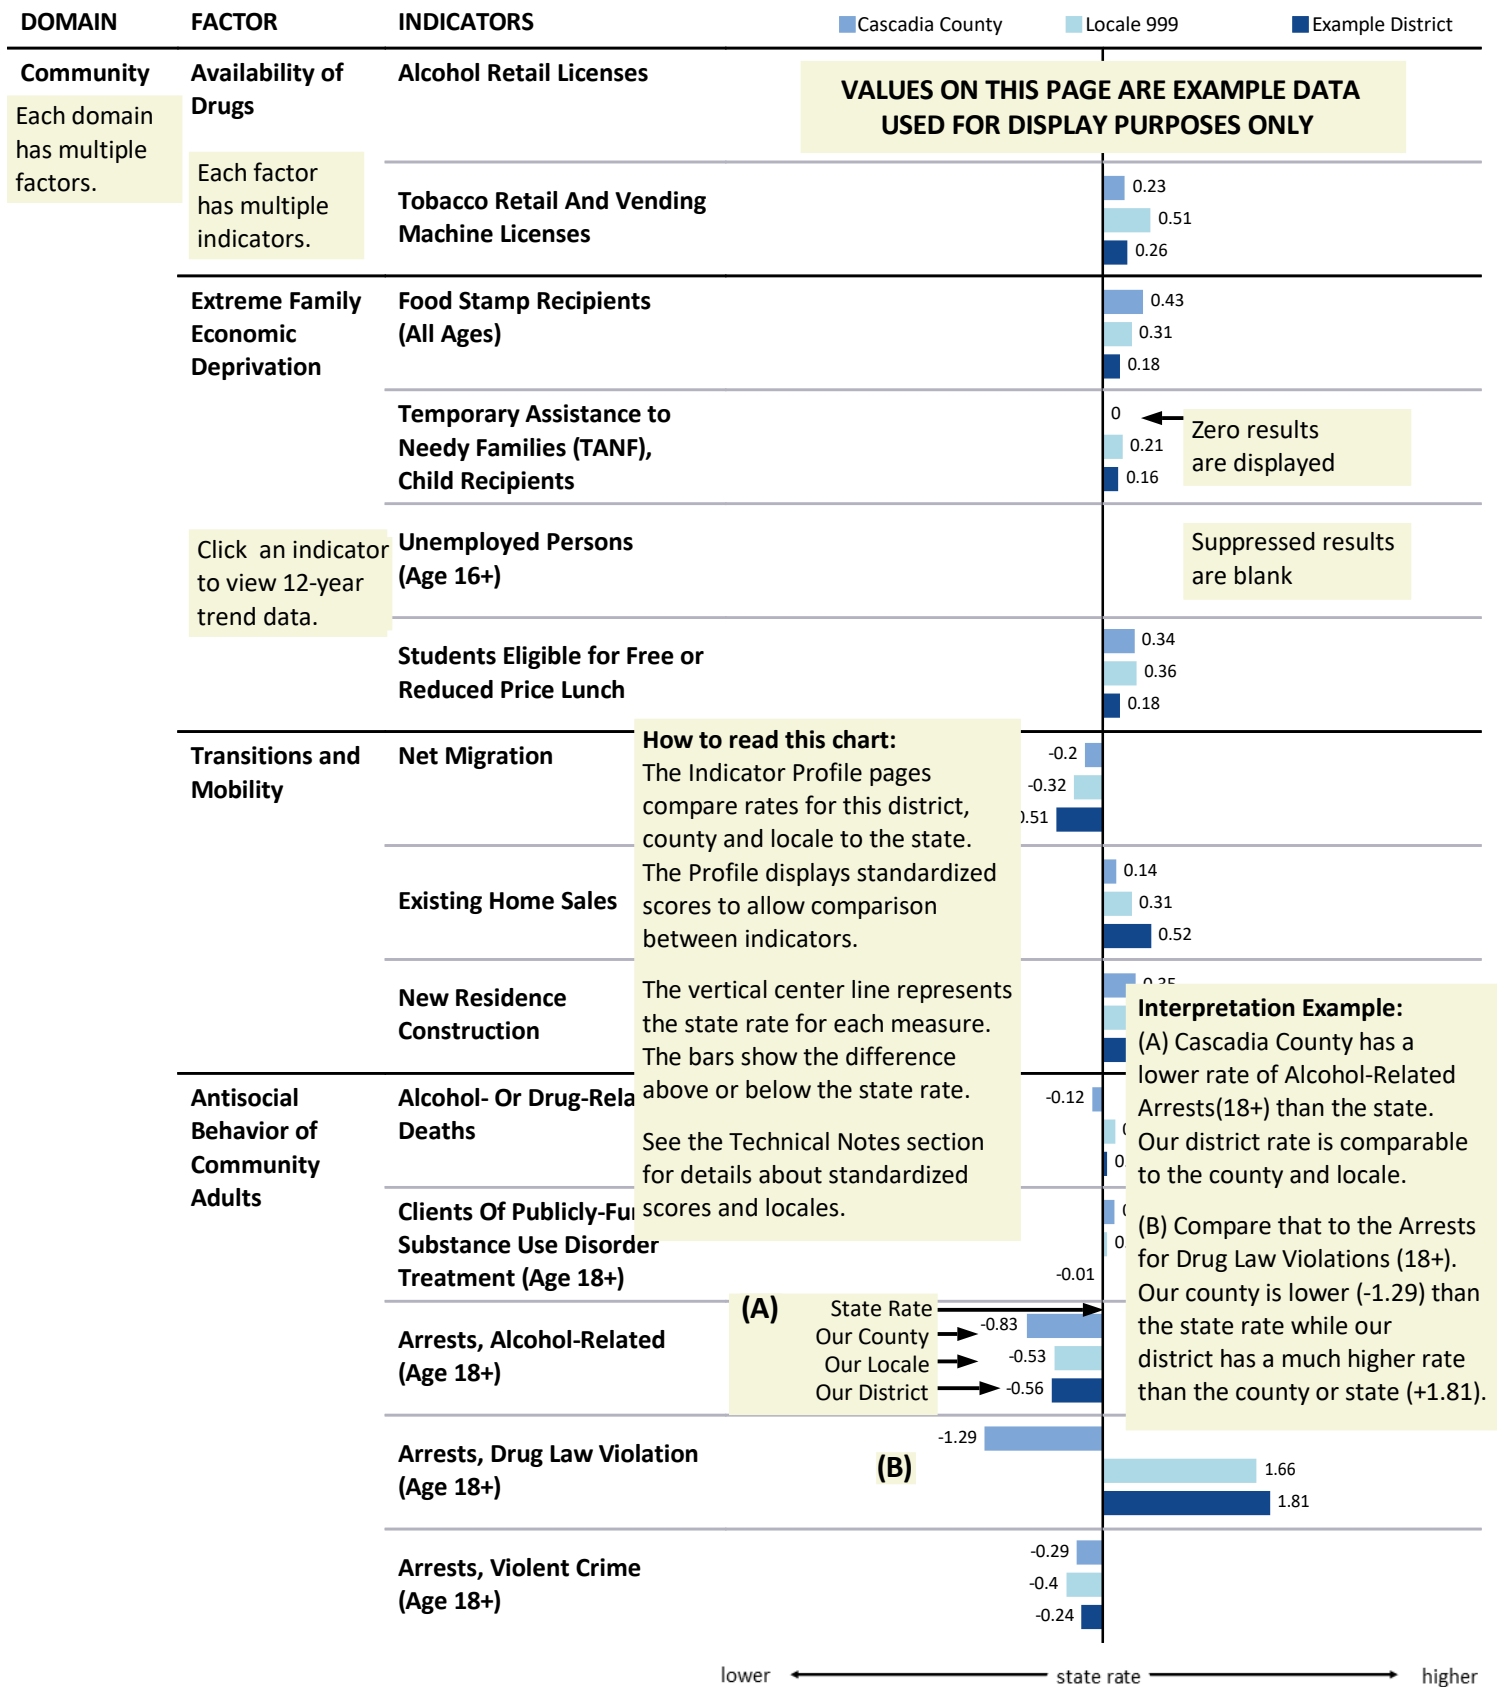 DOMAIN FACTOR INDICATORS Cascadia County Locale 999 Example District
Community
Each domain
has multiple
factors.
Availability of
Drugs
Each factor
has multiple
indicators.
Alcohol Retail Licenses
VALUES ON THIS PAGE ARE EXAMPLE DATA
USED FOR DISPLAY PURPOSES ONLY
Tobacco Retail And Vending
Machine Licenses
0.23
0.51
0.26
Extreme Family
Economic
Deprivation
Food Stamp Recipients
(All Ages)
0.43
0.31
0.18
Temporary Assistance to
Needy Families (TANF),
Child Recipients
0
0.21
0.16
Zero results
are displayed
Click an indicator
to view 12-year
trend data.
Unemployed Persons
(Age 16+)
Suppressed results
are blank
Students Eligible for Free or
Reduced Price Lunch
0.34
0.36
0.18
Transitions and
Mobility
Net Migration
-0.2
-0.32
0.51
How to read this chart:
The Indicator Profile pages
compare rates for this district,
county and locale to the state.
The Profile displays standardized
scores to allow comparison
between indicators.
The vertical center line represents
the state rate for each measure.
The bars show the difference
above or below the state rate.
See the Technical Notes section
for details about standardized
scores and locales.
Existing Home Sales
0.14
0.31
0.52
New Residence
Construction
Interpretation Example:
(A) Cascadia County has a
lower rate of Alcohol-Related
Arrests(18+) than the state.
Our district rate is comparable
to the county and locale.
(B) Compare that to the Arrests
for Drug Law Violations (18+).
Our county is lower (-1.29) than
the state rate while our
district has a much higher rate
than the county or state (+1.81).
Antisocial
Behavior of
Community
Adults
Alcohol- Or Drug-Rela
Deaths
-0.12
0.
Clients Of Publicly-Fu
Substance Use Disorder
Treatment (Age 18+)
0.
-0.01
Arrests, Alcohol-Related
(Age 18+)
(A) State Rate
Our County -0.83
Our Locale -0.53
Our District -0.56
Arrests, Drug Law Violation
(Age 18+)
(B)
-1.29
1.66
1.81
Arrests, Violent Crime
(Age 18+)
-0.29
-0.4
-0.24
lower state rate higher